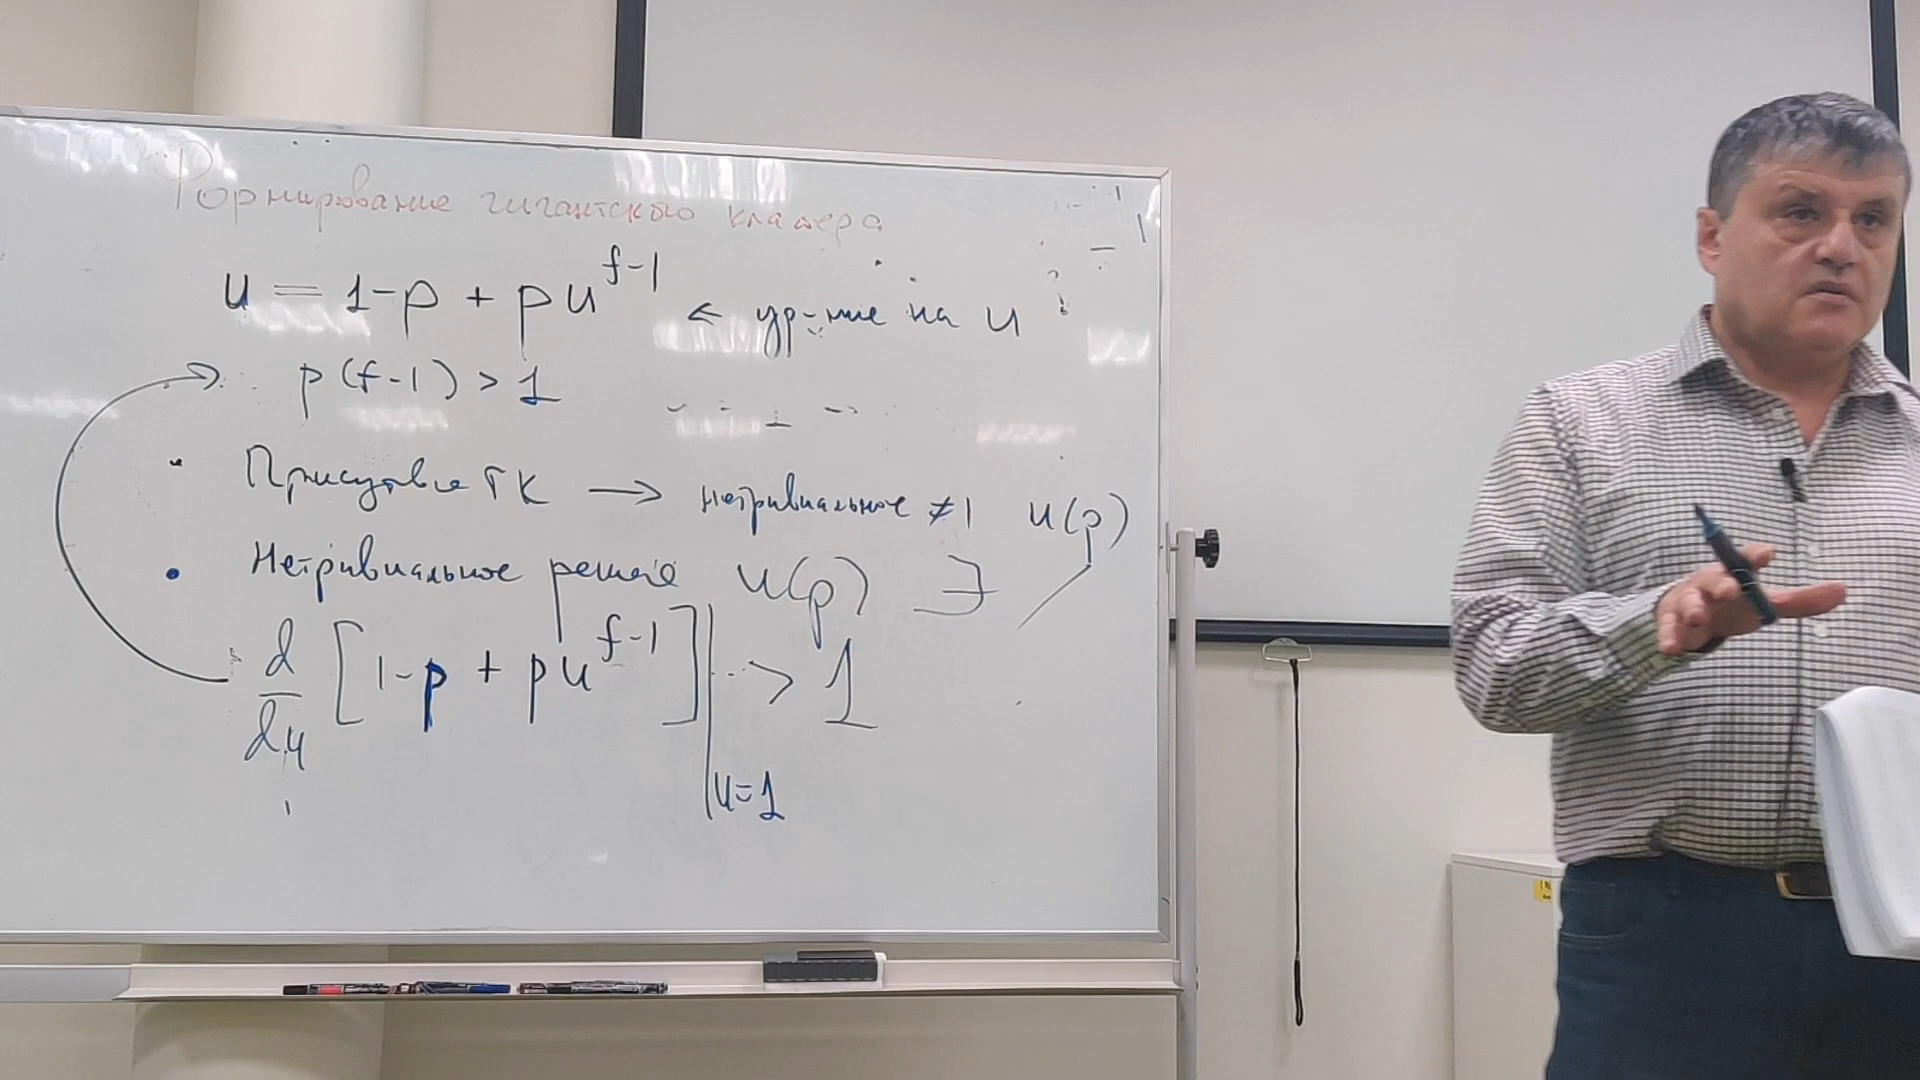 Формирование гигантского кластера
u = 1-p + pu^{f-1} ← ур-ние на u
p(f-1) > 1
• Присутствие ГК → нетривиальное ≠1 u(p)
• Нетривиальное решение u(p) ∃
d/du [1-p + pu^{f-1}]|_{u=1} > 1